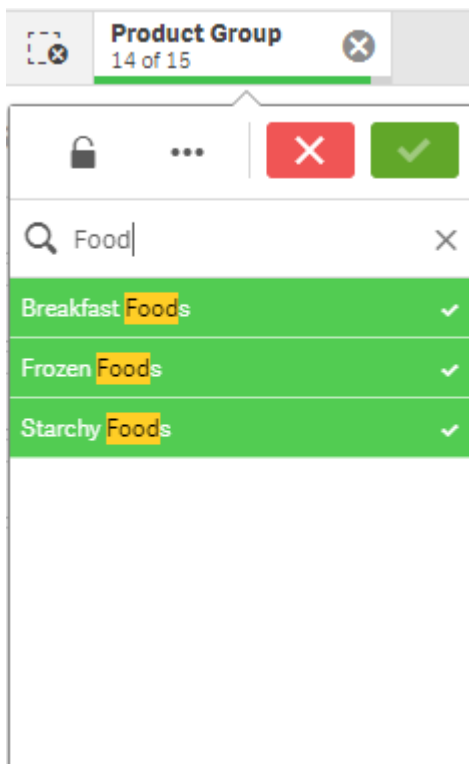 Product Group
14 of 15
Food
Breakfast Foods
Frozen Foods
Starchy Foods